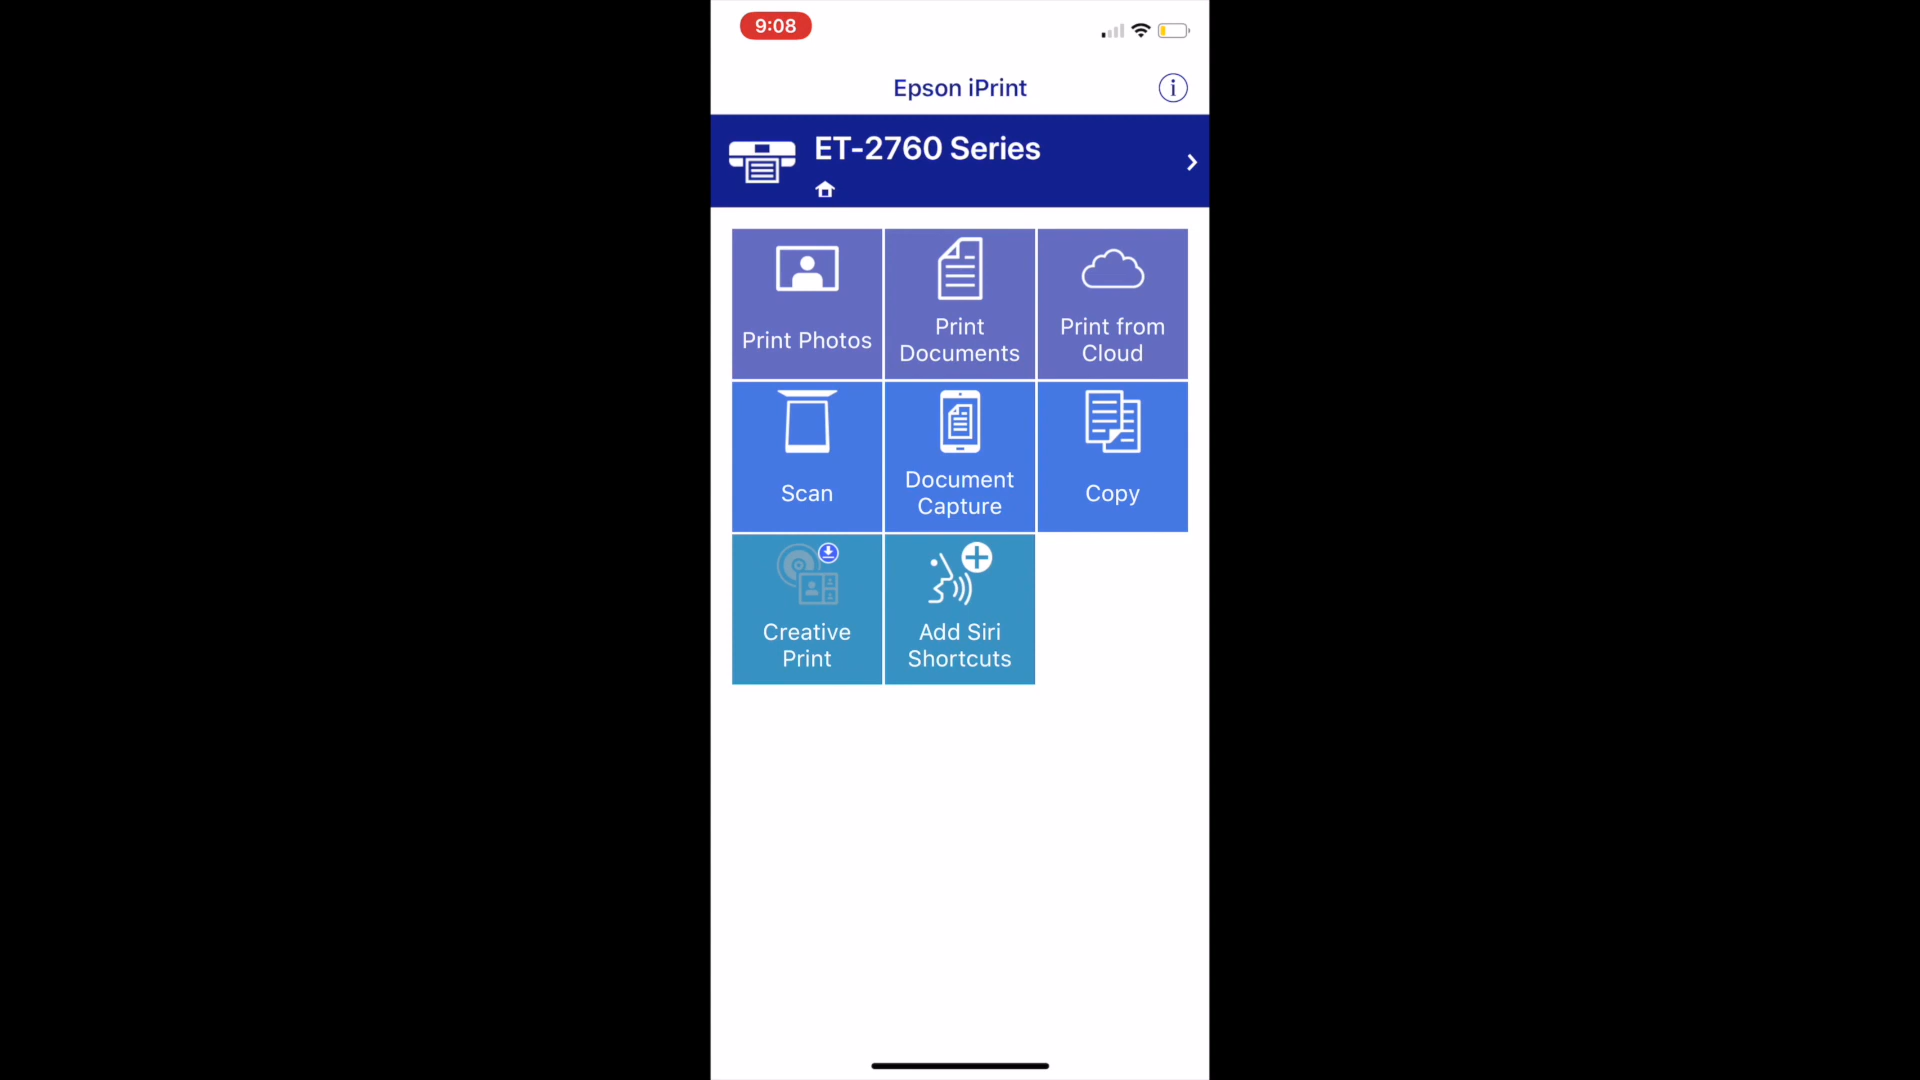 9:08
Epson iPrint
ET-2760 Series
Print Photos
Print
Documents
Print from
Cloud
Scan
Document
Capture
Copy
Creative
Print
Add Siri
Shortcuts